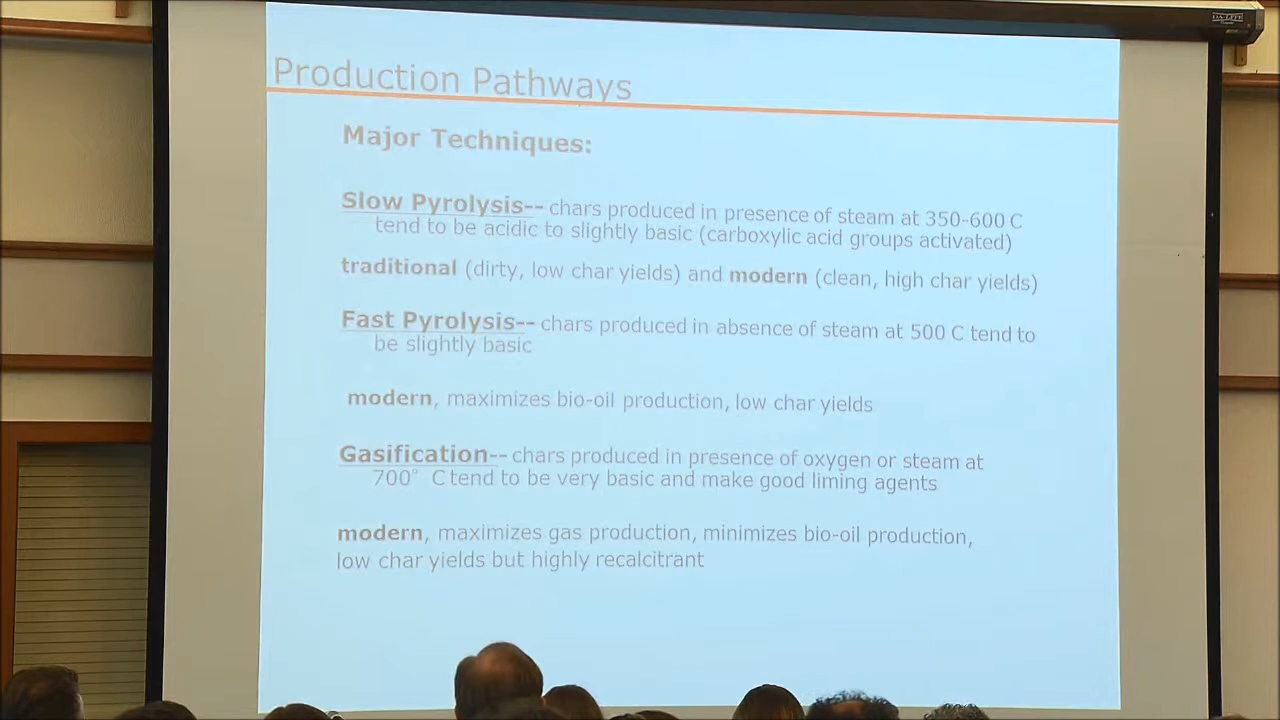 DA-LITE
Production Pathways
Major Techniques:
Slow Pyrolysis-- chars produced in presence of steam at 350-600 C
tend to be acidic to slightly basic (carboxylic acid groups activated)
traditional (dirty, low char yields) and modern (clean, high char yields)
Fast Pyrolysis-- chars produced in absence of steam at 500 C tend to
be slightly basic
modern, maximizes bio-oil production, low char yields
Gasification-- chars produced in presence of oxygen or steam at
700° C tend to be very basic and make good liming agents
modern, maximizes gas production, minimizes bio-oil production,
low char yields but highly recalcitrant